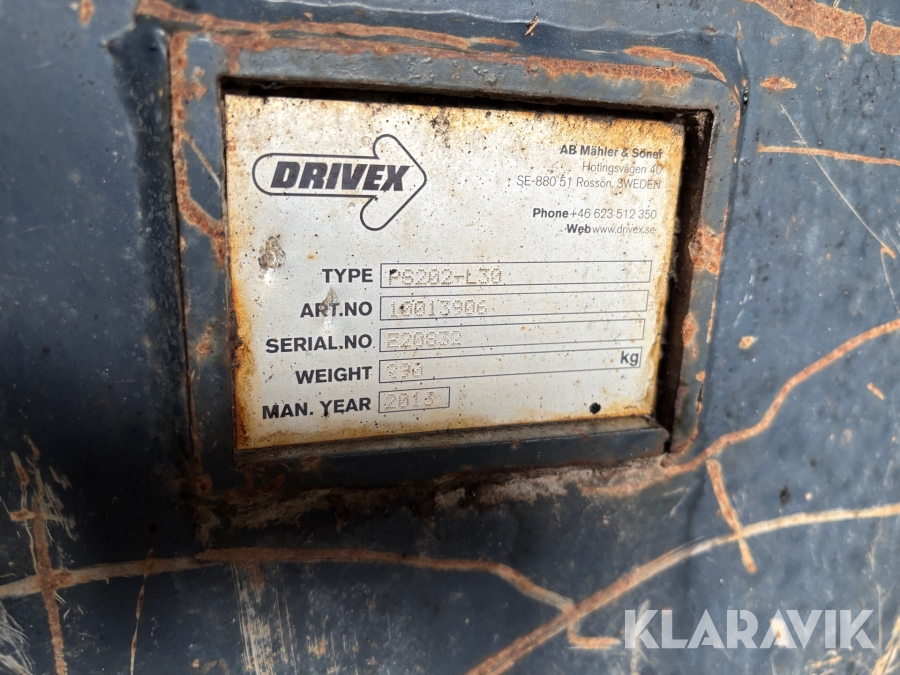 DRIVEX
AB Mähler & Söner
Hotingsvägen 40
SE-880 51 Rossön, SWEDEN
Phone +46 623 512 350
Web www.drivex.se
TYPE PS202-L30
ART.NO 10013906
SERIAL.NO E20832
WEIGHT 290 kg
MAN. YEAR 2013
KLARAVIK